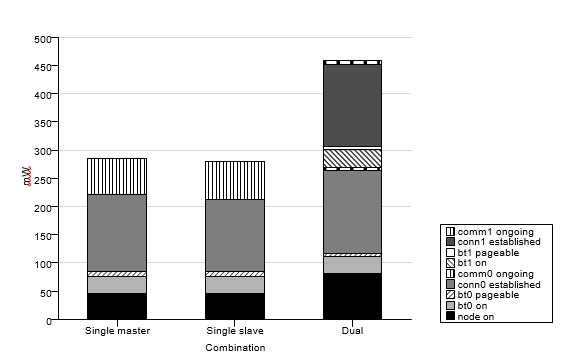 500
450
400
350
300
250
200
150
100
50
0
mW
Single master
Single slave
Dual
Combination
comm1 ongoing
conn1 established
bt1 pageable
bt1 on
comm0 ongoing
conn0 established
bt0 pageable
bt0 on
node on